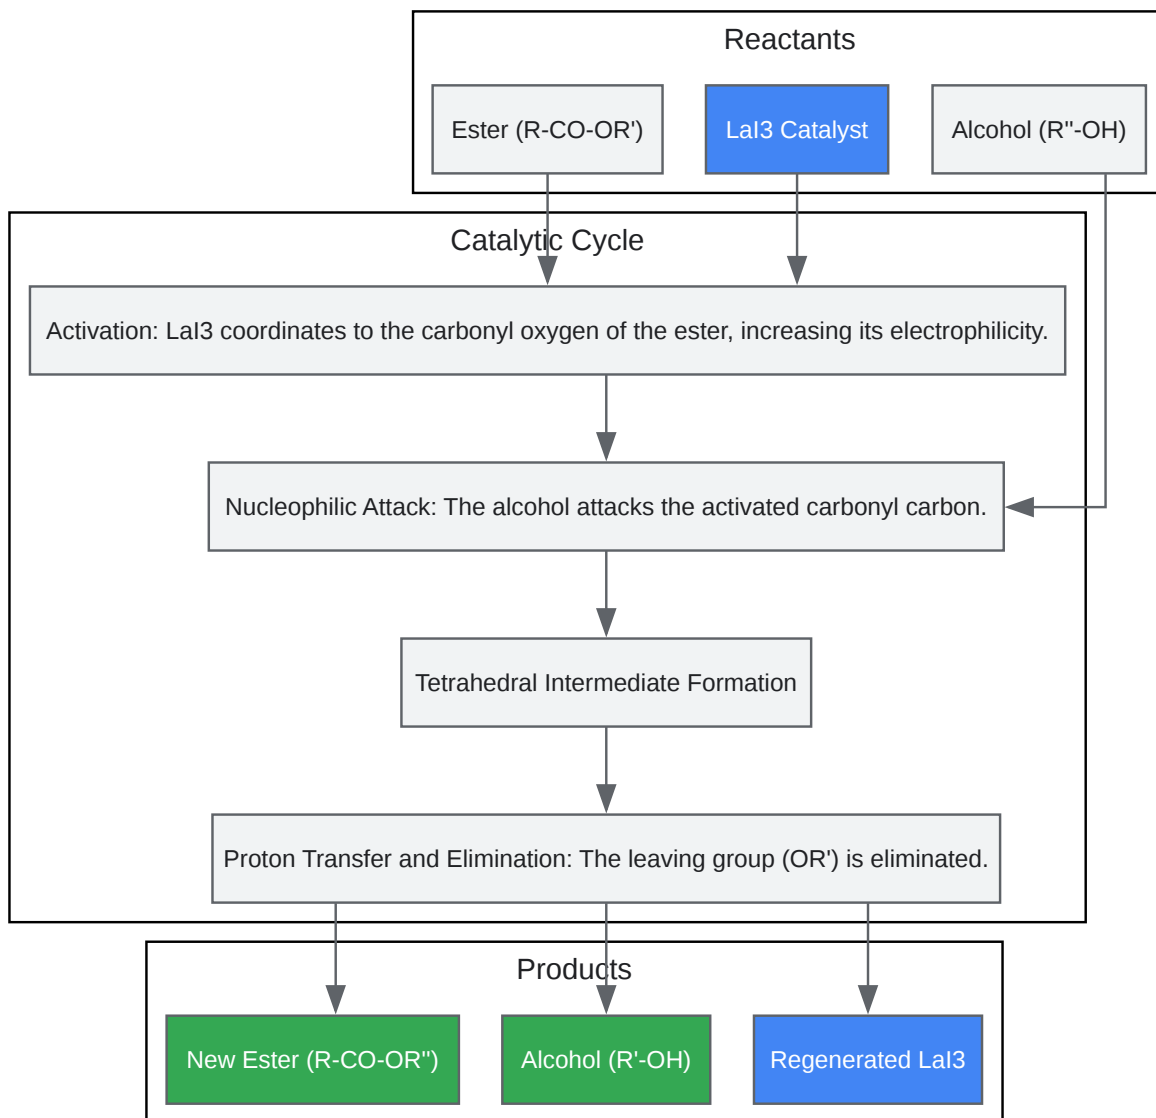 Reactants
Ester (R-CO-OR')
LaI3 Catalyst
Alcohol (R''-OH)
Catalytic Cycle
Activation: LaI3 coordinates to the carbonyl oxygen of the ester, increasing its electrophilicity.
Nucleophilic Attack: The alcohol attacks the activated carbonyl carbon.
Tetrahedral Intermediate Formation
Proton Transfer and Elimination: The leaving group (OR') is eliminated.
Products
New Ester (R-CO-OR'')
Alcohol (R'-OH)
Regenerated LaI3